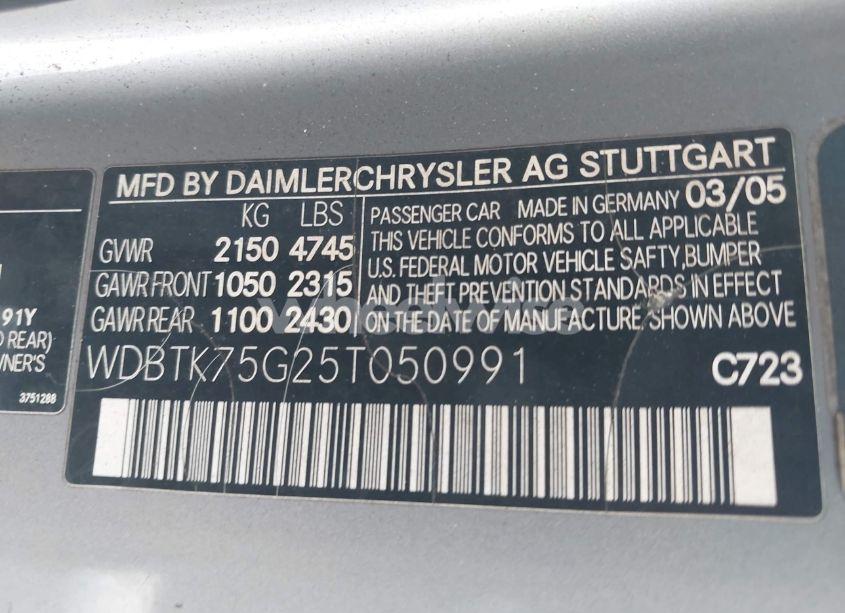 MFD BY DAIMLERCHRYSLER AG STUTTGART
KG LBS
GVWR 2150 4745
GAWR FRONT 1050 2315
GAWR REAR 1100 2430
PASSENGER CAR MADE IN GERMANY 03/05
THIS VEHICLE CONFORMS TO ALL APPLICABLE
U.S. FEDERAL MOTOR VEHICLE SAFTY,BUMPER
AND THEFT PREVENTION STANDARDS IN EFFECT
ON THE DATE OF MANUFACTURE SHOWN ABOVE
WDBTK75G25T050991 C723
91Y
REAR)
3751288